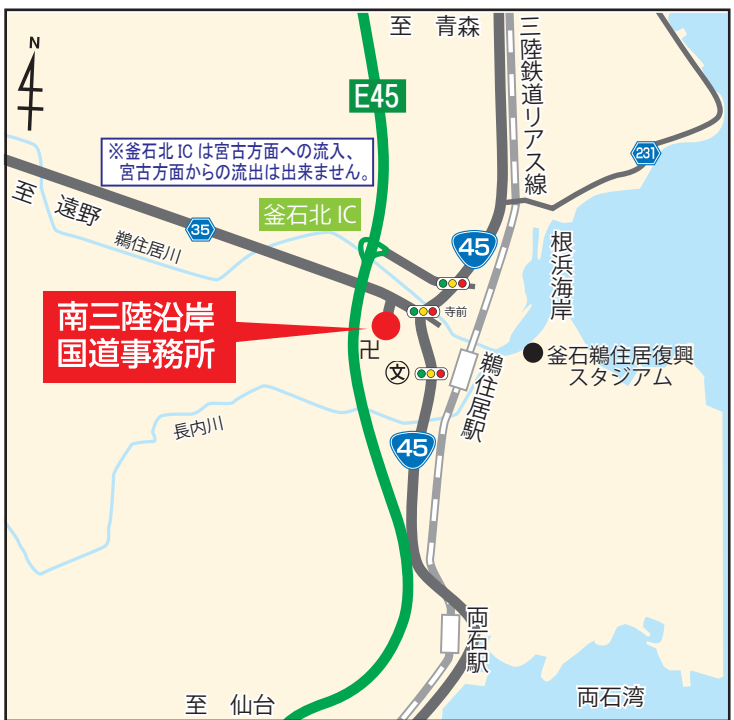 至 青森
N
E45
三陸鉄道リアス線
※釜石北 IC は宮古方面への流入、
宮古方面からの流出は出来ません。
231
至 遠野
35
釜石北 IC
鵜住居川
45
根浜海岸
南三陸沿岸
国道事務所
寺前
卍
文
鵜住居駅
釜石鵜住居復興
スタジアム
長内川
45
両石駅
両石湾
至 仙台